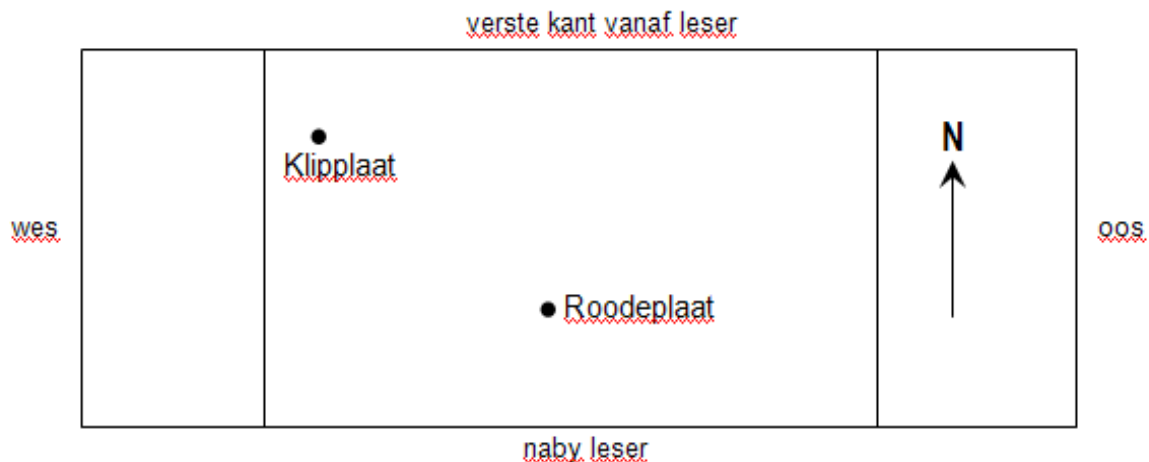 verste kant vanaf leser
N
Klipplaat
wes
oos
Roodeplaat
naby leser